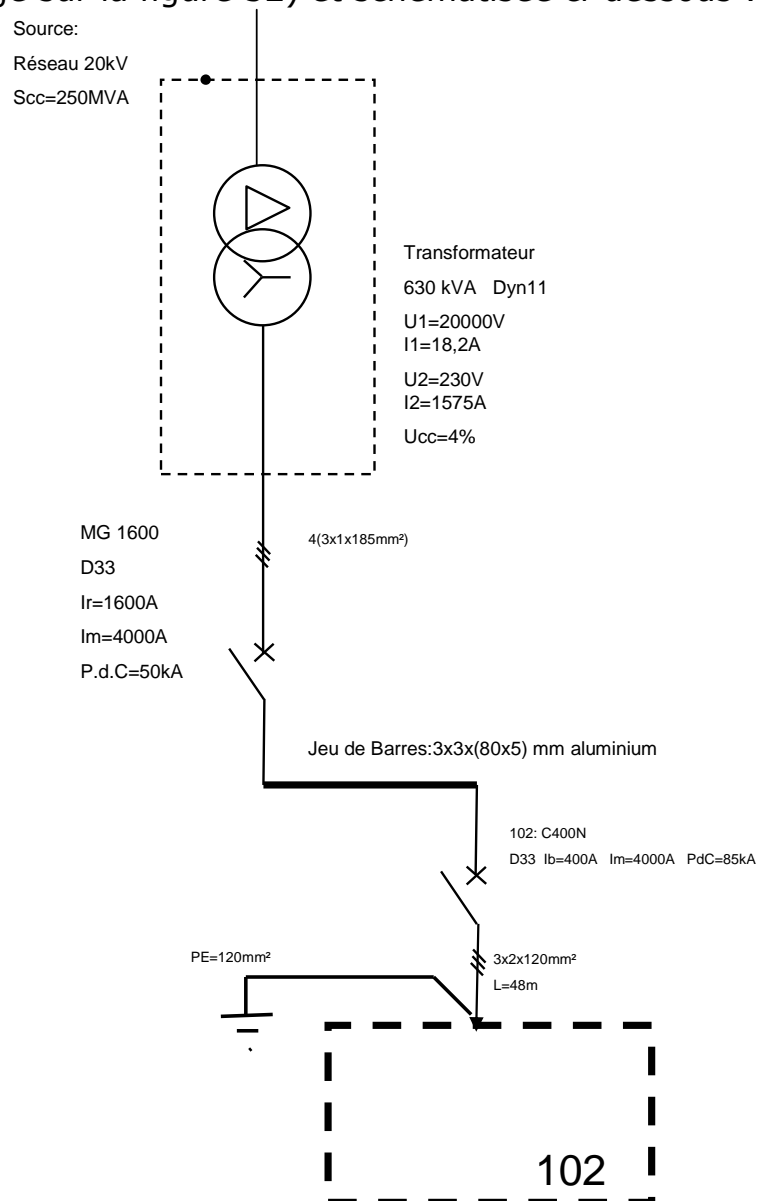 Source:
Réseau 20kV
Scc=250MVA
Transformateur
630 kVA Dyn11
U1=20000V
I1=18,2A
U2=230V
I2=1575A
Ucc=4%
MG 1600
D33
Ir=1600A
Im=4000A
P.d.C=50kA
4(3x1x185mm²)
Jeu de Barres:3x3x(80x5) mm aluminium
102: C400N
D33 Ib=400A Im=4000A PdC=85kA
PE=120mm²
3x2x120mm²
L=48m
102